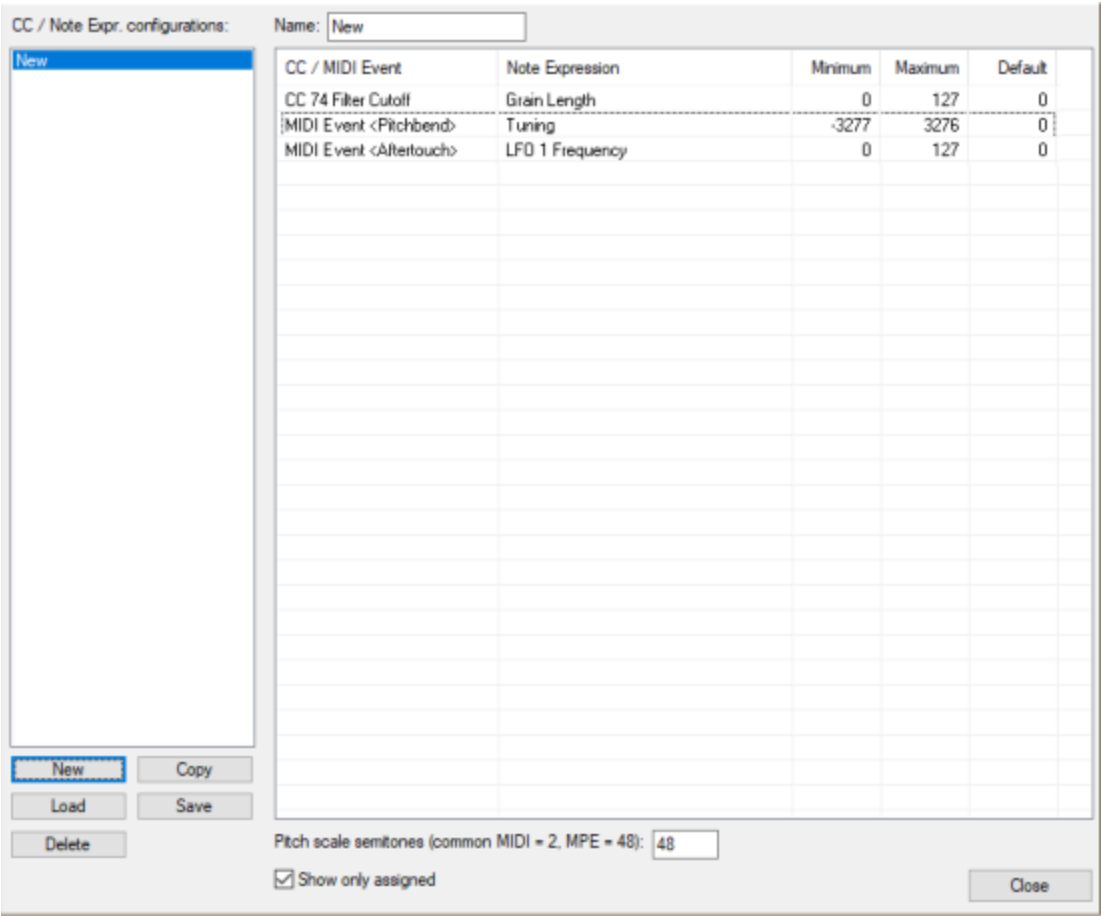 CC / Note Expr. configurations:
Name: New
New
CC / MIDI Event Note Expression Minimum Maximum Default
CC 74 Filter Cutoff Grain Length 0 127 0
MIDI Event <Pitchbend> Tuning -3277 3276 0
MIDI Event <Aftertouch> LFO 1 Frequency 0 127 0
New Copy
Load Save
Delete
Pitch scale semitones (common MIDI = 2, MPE = 48): 48
Show only assigned
Close